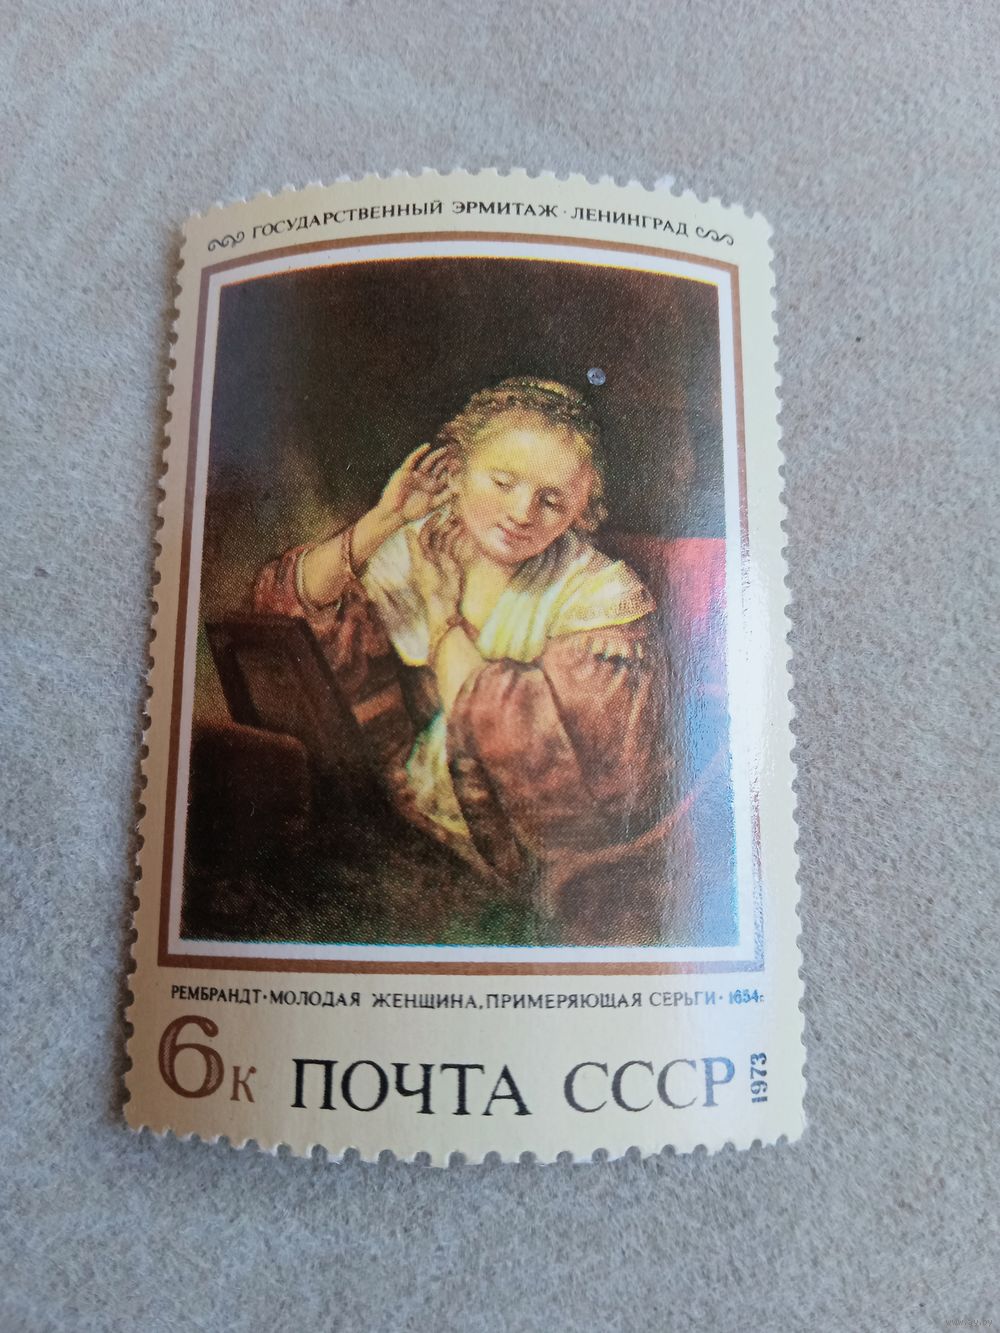 ГОСУДАРСТВЕННЫЙ ЭРМИТАЖ · ЛЕНИНГРАД
РЕМБРАНДТ · МОЛОДАЯ ЖЕНЩИНА, ПРИМЕРЯЮЩАЯ СЕРЬГИ · 1654г.
6к ПОЧТА СССР 1973